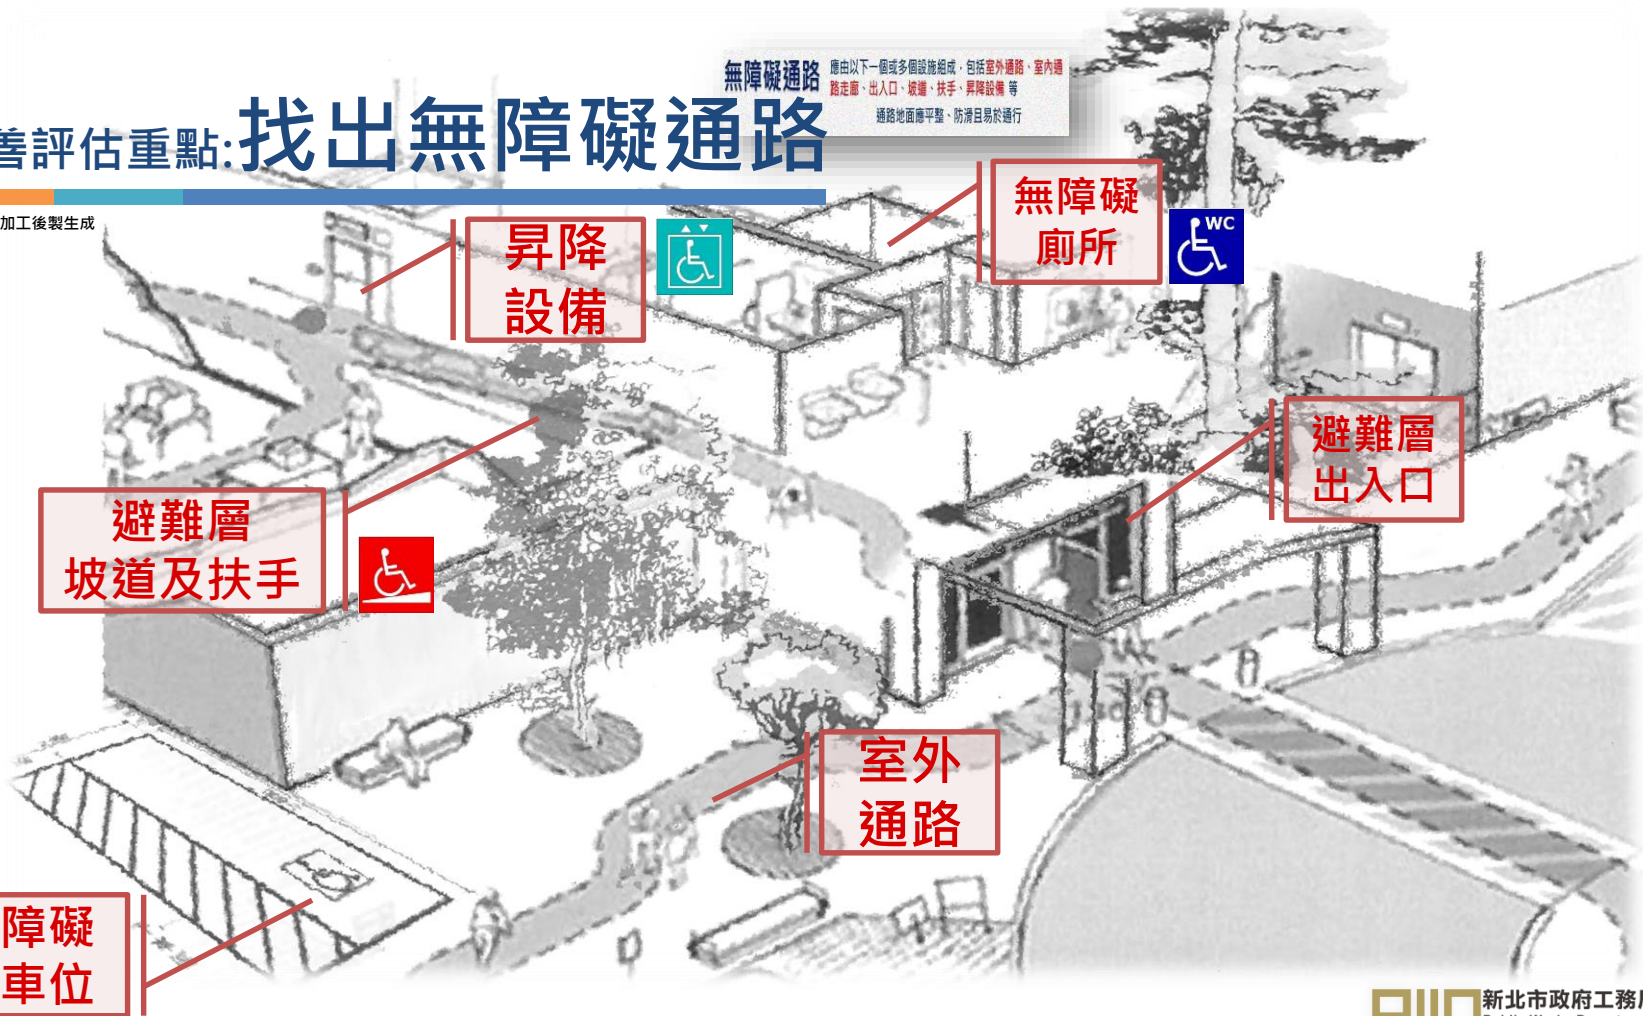 無障礙通路
應由以下一個或多個設施組成，包括室外通路、室內通
路走廊、出入口、坡道、扶手、昇降設備 等
通路地面應平整、防滑且易於通行
善評估重點:找出無障礙通路
加工後製生成
昇降
設備
無障礙
廁所
WC
避難層
出入口
避難層
坡道及扶手
室外
通路
障礙
車位
新北市政府工務局